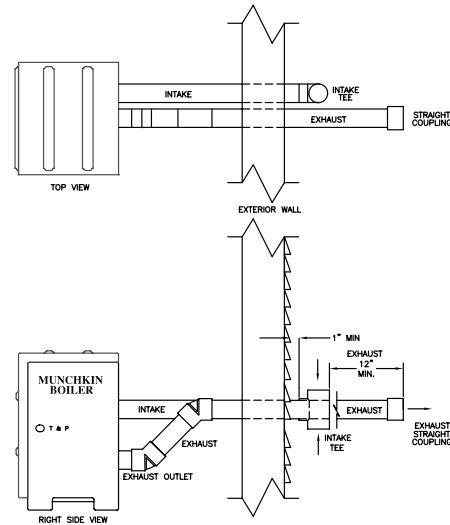 INTAKE
INTAKE
TEE
EXHAUST
STRAIGHT
COUPLING
TOP VIEW
EXTERIOR WALL
1" MIN
EXHAUST
12"
MIN.
MUNCHKIN
BOILER
T & P
INTAKE
EXHAUST
EXHAUST OUTLET
EXHAUST
INTAKE
TEE
EXHAUST
STRAIGHT
COUPLING
RIGHT SIDE VIEW